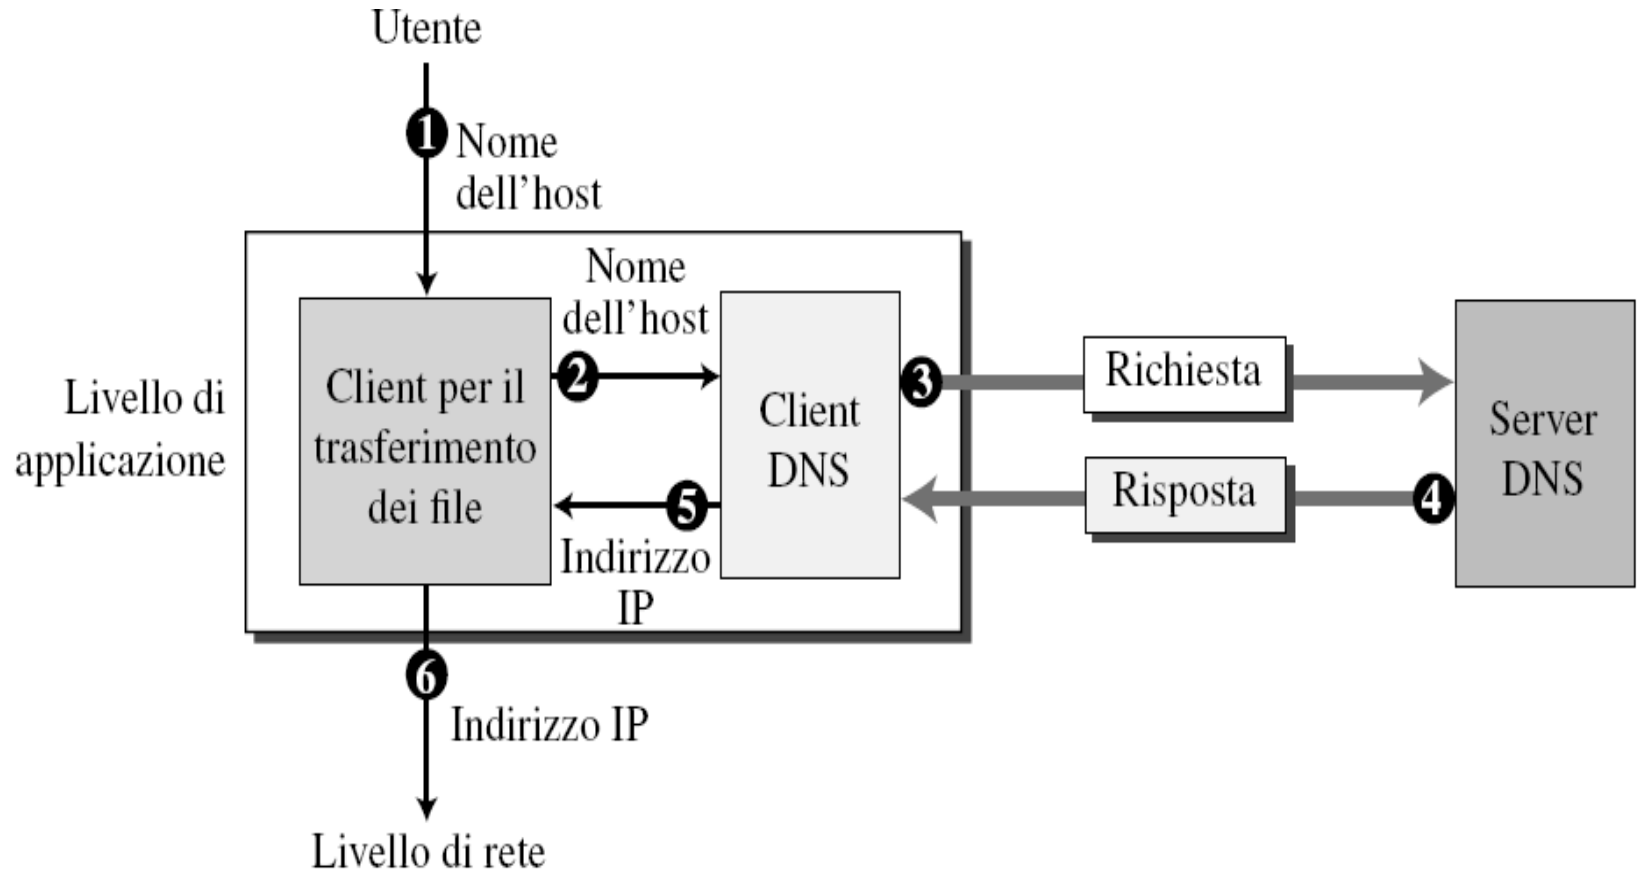 Utente
1
Nome
dell'host
Nome
dell'host
Livello di
applicazione
Client per il
trasferimento
dei file
2
Client
DNS
3
Richiesta
Server
DNS
5
Indirizzo
IP
Risposta
4
6
Indirizzo IP
Livello di rete